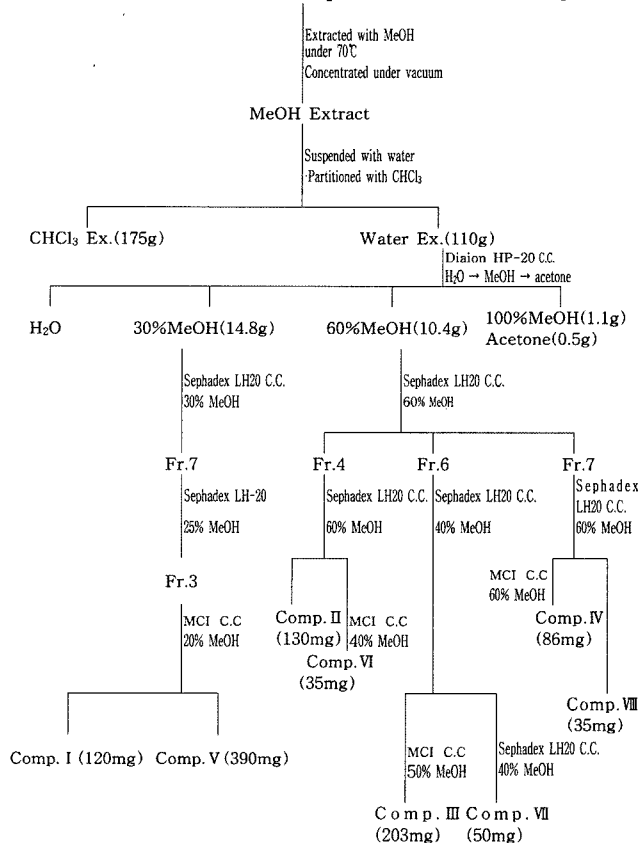 Extracted with MeOH
under 70℃
Concentrated under vacuum
MeOH Extract
Suspended with water
Partitioned with CHCl₃
CHCl₃ Ex.(175g)
Water Ex.(110g)
Diaion HP-20 C.C.
H₂O → MeOH → acetone
H₂O
30%MeOH(14.8g)
60%MeOH(10.4g)
100%MeOH(1.1g)
Acetone(0.5g)
Sephadex LH20 C.C.
30% MeOH
Sephadex LH20 C.C.
60% MeOH
Fr.7
Fr.4
Fr.6
Fr.7
Sephadex LH-20
25% MeOH
Sephadex LH20 C.C.
60% MeOH
Sephadex LH20 C.C.
40% MeOH
Sephadex
LH20 C.C.
60% MeOH
Fr.3
MCI C.C
20% MeOH
Comp. Ⅱ
(130mg)
MCI C.C
40% MeOH
Comp. Ⅵ
(35mg)
MCI C.C
60% MeOH
Comp. Ⅳ
(86mg)
Comp. Ⅷ
(35mg)
Comp. Ⅰ (120mg)
Comp. Ⅴ (390mg)
MCI C.C
50% MeOH
Sephadex LH20 C.C.
40% MeOH
Comp. Ⅲ
(203mg)
Comp. Ⅶ
(50mg)